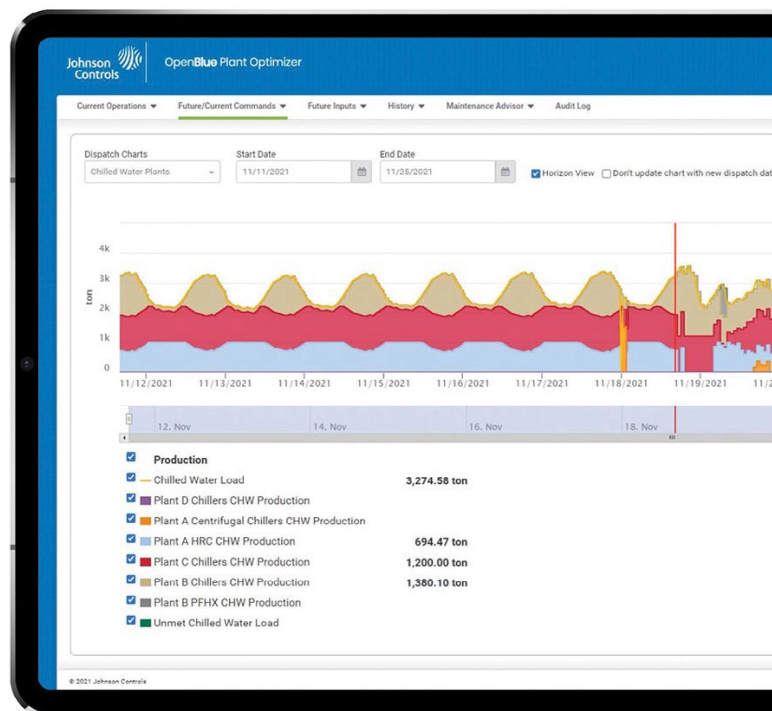 Johnson Controls
OpenBlue Plant Optimizer
Current Operations Future/Current Commands Future Inputs History Maintenance Advisor Audit Log
Dispatch Charts Start Date End Date
Chilled Water Plants 11/11/2021 11/25/2021 Horizon View Don't update chart with new dispatch dat
4k
3k
2k
1k
0
ton
11/12/2021 11/13/2021 11/14/2021 11/15/2021 11/16/2021 11/17/2021 11/18/2021 11/19/2021 11/2
12. Nov 14. Nov 16. Nov 18. Nov
Production
Chilled Water Load 3,274.58 ton
Plant D Chillers CHW Production
Plant A Centrifugal Chillers CHW Production
Plant A HRC CHW Production 694.47 ton
Plant C Chillers CHW Production 1,200.00 ton
Plant B Chillers CHW Production 1,380.10 ton
Plant B PFHX CHW Production
Unmet Chilled Water Load
© 2021 Johnson Controls